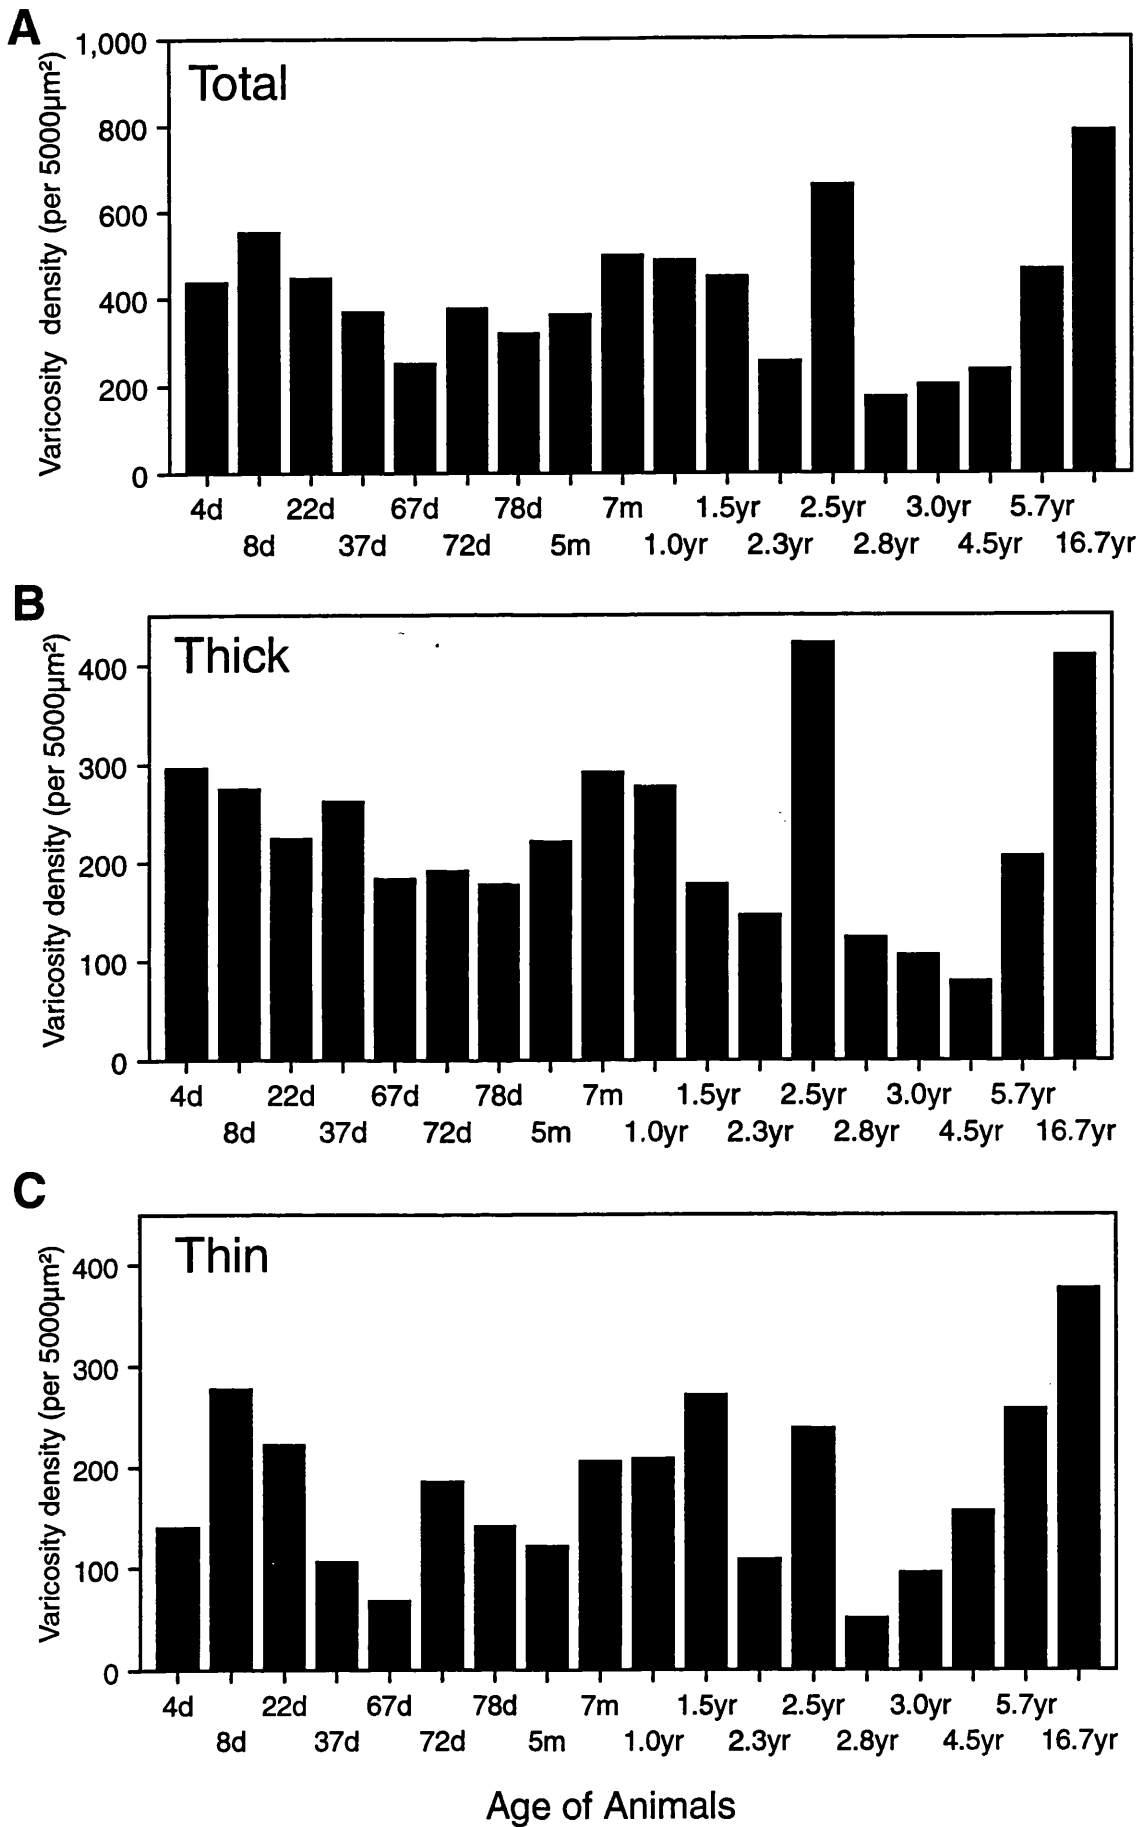 A
Total
Varicosity density (per 5000µm²)
1,000
800
600
400
200
0
4d 22d 67d 78d 7m 1.5yr 2.5yr 3.0yr 5.7yr
8d 37d 72d 5m 1.0yr 2.3yr 2.8yr 4.5yr 16.7yr
B
Thick
Varicosity density (per 5000µm²)
400
300
200
100
0
4d 22d 67d 78d 7m 1.5yr 2.5yr 3.0yr 5.7yr
8d 37d 72d 5m 1.0yr 2.3yr 2.8yr 4.5yr 16.7yr
C
Thin
Varicosity density (per 5000µm²)
400
300
200
100
0
4d 22d 67d 78d 7m 1.5yr 2.5yr 3.0yr 5.7yr
8d 37d 72d 5m 1.0yr 2.3yr 2.8yr 4.5yr 16.7yr
Age of Animals